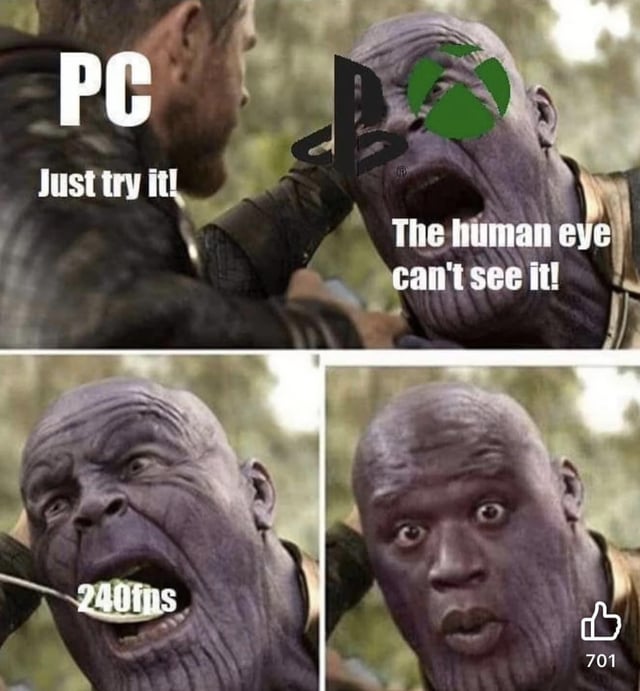 PC
Just try it!
The human eye
can't see it!
®
240fps
701